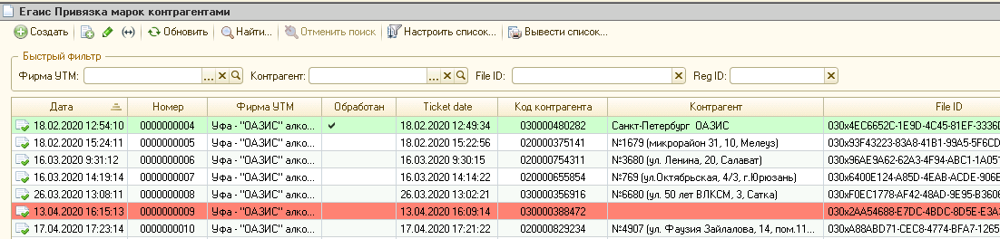 Егаис Привязка марок контрагентами
Создать Обновить Найти... Отменить поиск Настроить список... Вывести список...
Быстрый фильтр
Фирма УТМ: ... Контрагент: ... File ID: Reg ID:
Дата Номер Фирма УТМ Обработан Ticket date Код контрагента Контрагент File ID
18.02.2020 12:54:10 0000000004 Уфа - "ОАЗИС" алко... 18.02.2020 12:49:34 030000480282 Санкт-Петербург ОАЗИС 030x4EC6652C-1E9D-4C45-81EF-3336D
18.02.2020 15:24:11 0000000005 Уфа - "ОАЗИС" алко... 18.02.2020 15:22:56 020000375141 №1679 (микрорайон 31, 10, Мелеуз) 030x93F43223-83A8-41B1-99A5-5F6CD
16.03.2020 9:31:12 0000000006 Уфа - "ОАЗИС" алко... 16.03.2020 9:30:15 020000754311 №3680 (ул. Ленина, 20, Салават) 030x96AE9A62-62A3-4F94-ABC1-1A051
16.03.2020 14:19:14 0000000007 Уфа - "ОАЗИС" алко... 16.03.2020 14:14:22 020000655854 №769 (ул.Октябрьская, 4/3, г.Юрюзань) 030x6400E124-A85D-4EAB-ACDE-906E
26.03.2020 13:08:11 0000000008 Уфа - "ОАЗИС" алко... 26.03.2020 13:02:21 030000356916 №6680 (ул. 50 лет ВЛКСМ, 3, Сатка) 030xF0EC1778-AF42-48AD-9E95-B3606
13.04.2020 16:15:13 0000000009 Уфа - "ОАЗИС" алко... 13.04.2020 16:09:14 030000388472 030x2AA54688-E7DC-4BDC-8D5E-E3A3
17.04.2020 17:23:14 0000000010 Уфа - "ОАЗИС" алко... 17.04.2020 17:21:22 020000829234 №4907 (ул. Фаузия Зайлалова, 14, пом.11... 030xA88ABD71-CEC8-4774-BFA7-1265